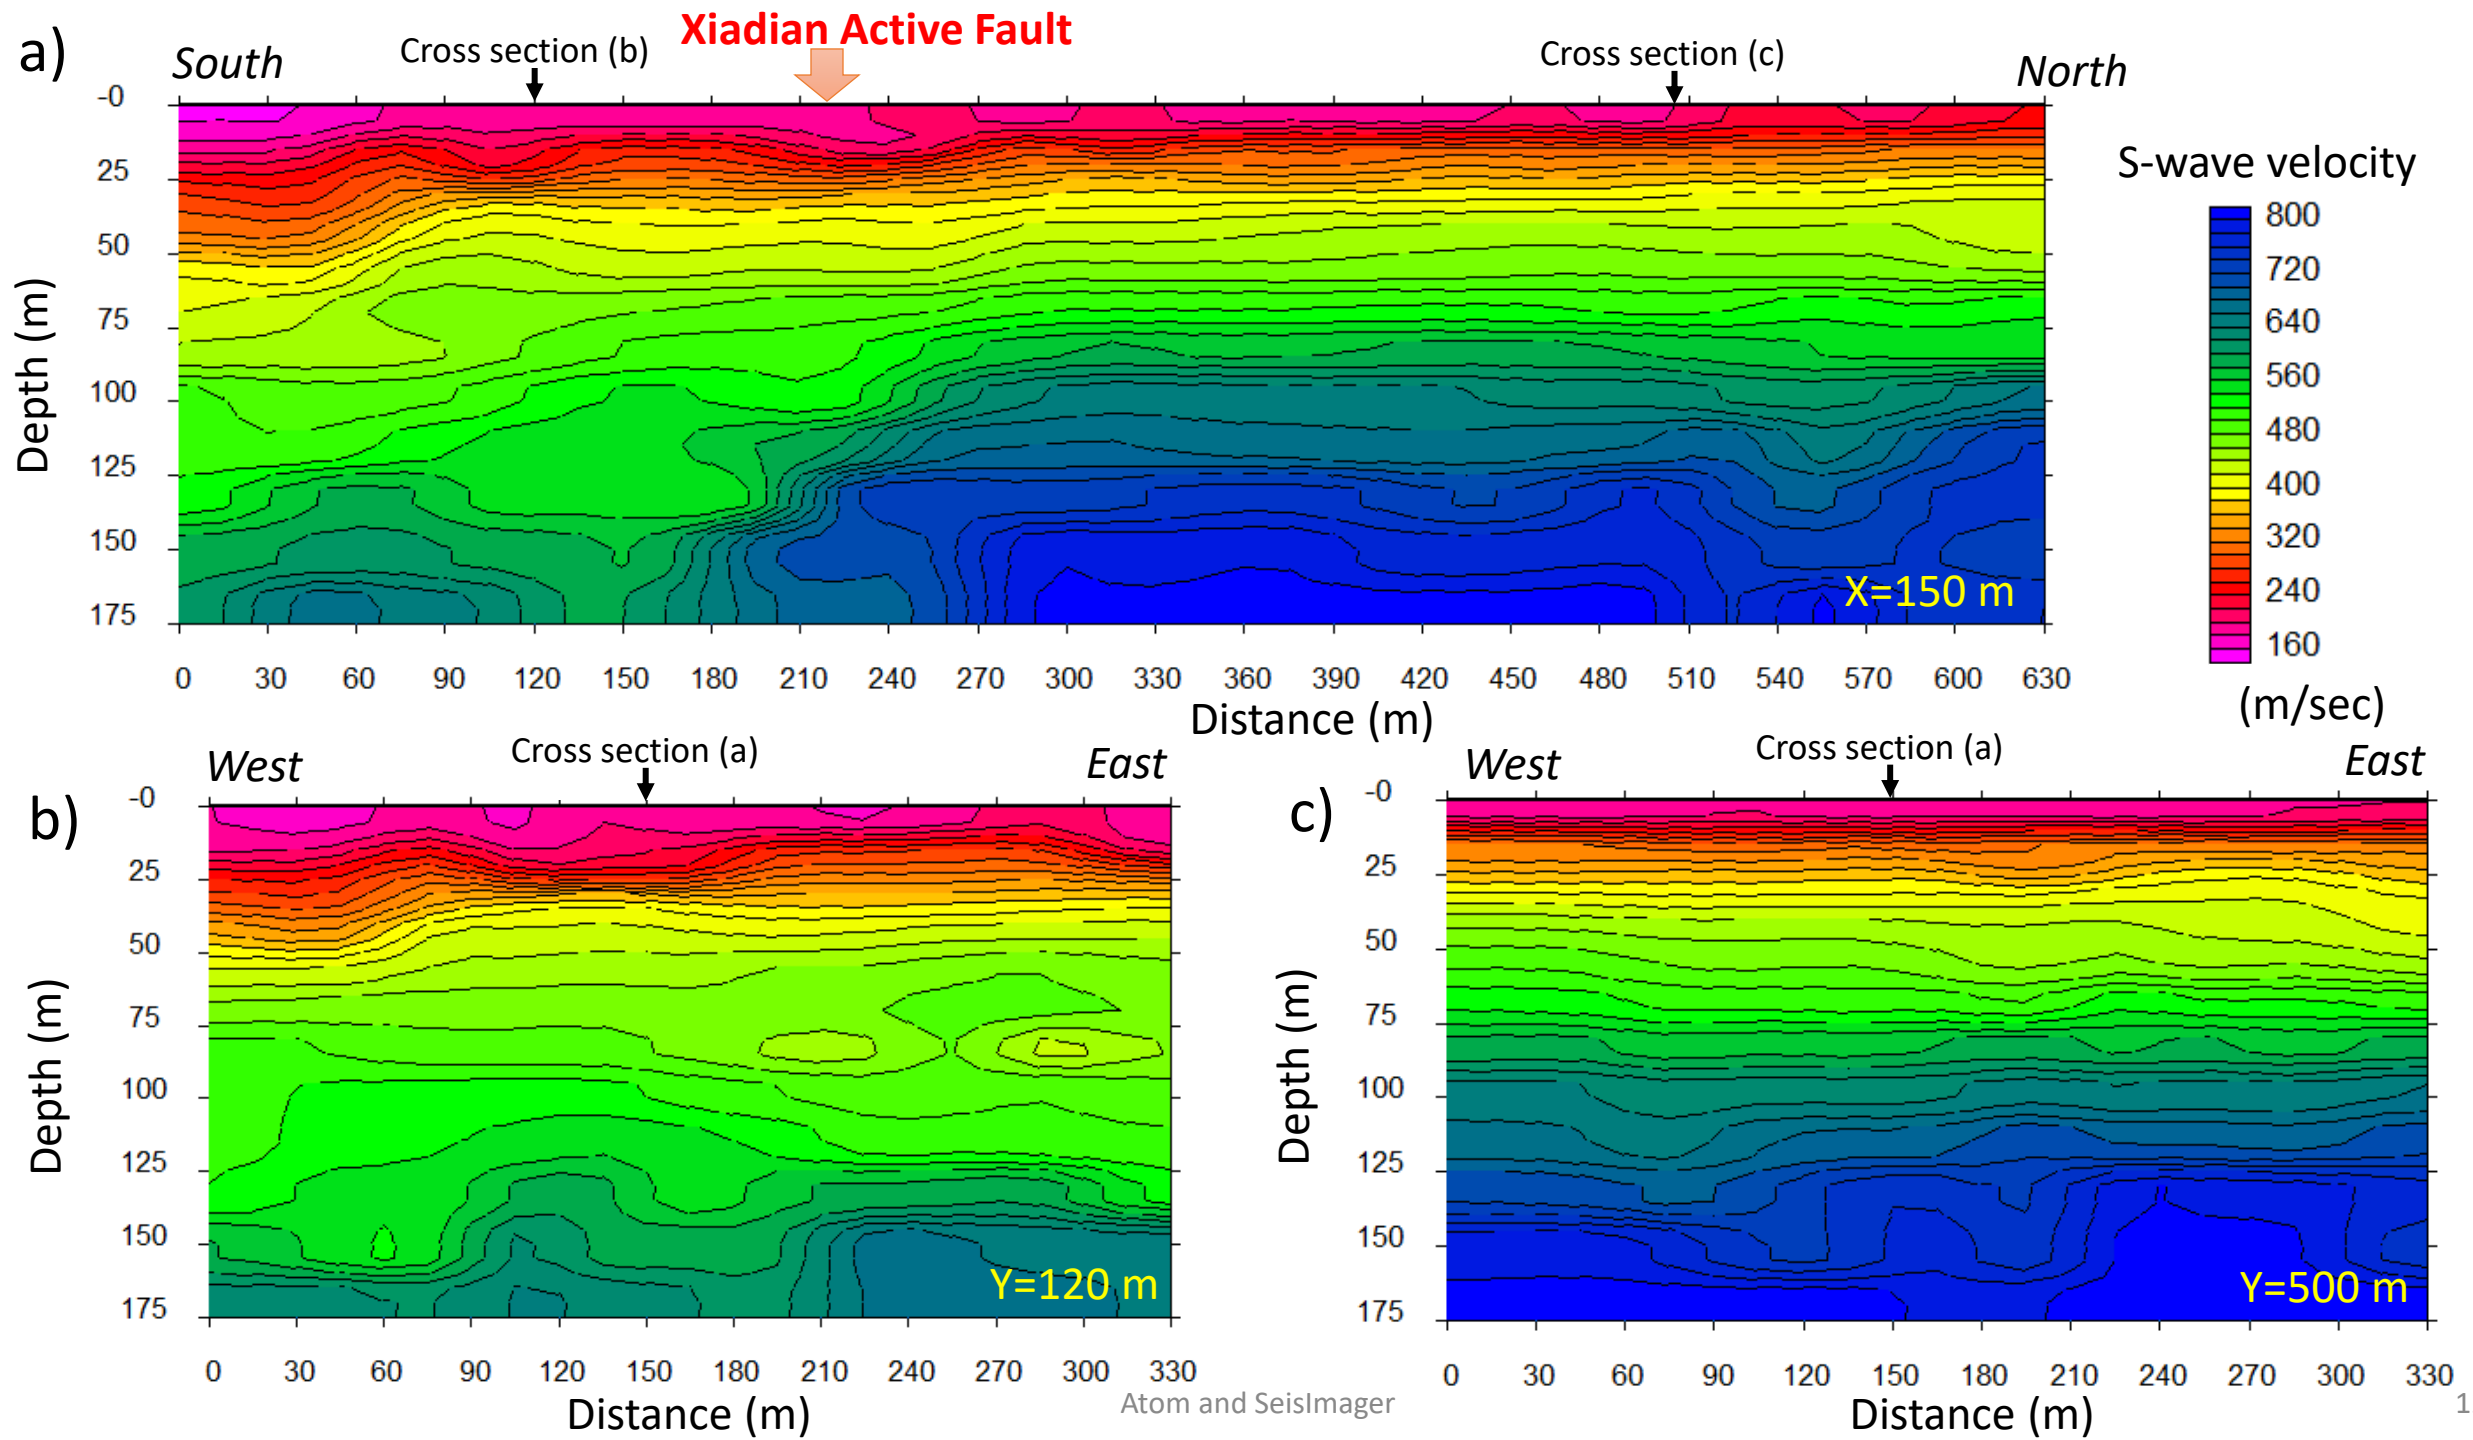 a)
South
Cross section (b)
Xiadian Active Fault
Cross section (c)
North
-0
25
50
75
100
125
150
175
Depth (m)
X=150 m
0 30 60 90 120 150 180 210 240 270 300 330 360 390 420 450 480 510 540 570 600 630
Distance (m)
S-wave velocity
800
720
640
560
480
400
320
240
160
(m/sec)
b)
West
Cross section (a)
East
-0
25
50
75
100
125
150
175
Depth (m)
Y=120 m
0 30 60 90 120 150 180 210 240 270 300 330
Distance (m)
c)
West
Cross section (a)
East
-0
25
50
75
100
125
150
175
Depth (m)
Y=500 m
0 30 60 90 120 150 180 210 240 270 300 330
Distance (m)
Atom and SeisImager
1